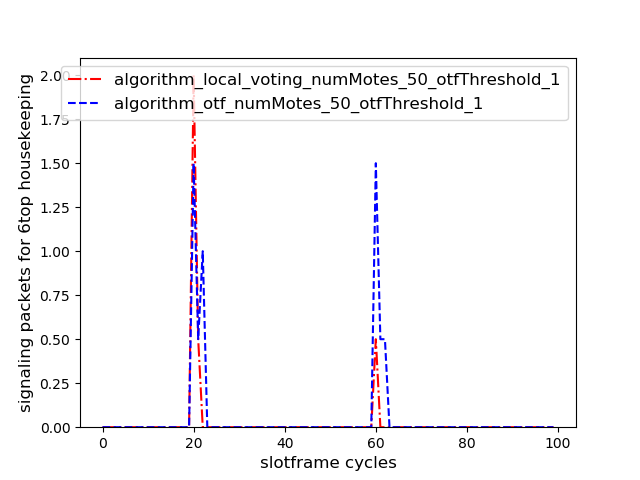 algorithm_local_voting_numMotes_50_otfThreshold_1
algorithm_otf_numMotes_50_otfThreshold_1
signaling packets for 6top housekeeping
2.00
1.75
1.50
1.25
1.00
0.75
0.50
0.25
0.00
0 20 40 60 80 100
slotframe cycles